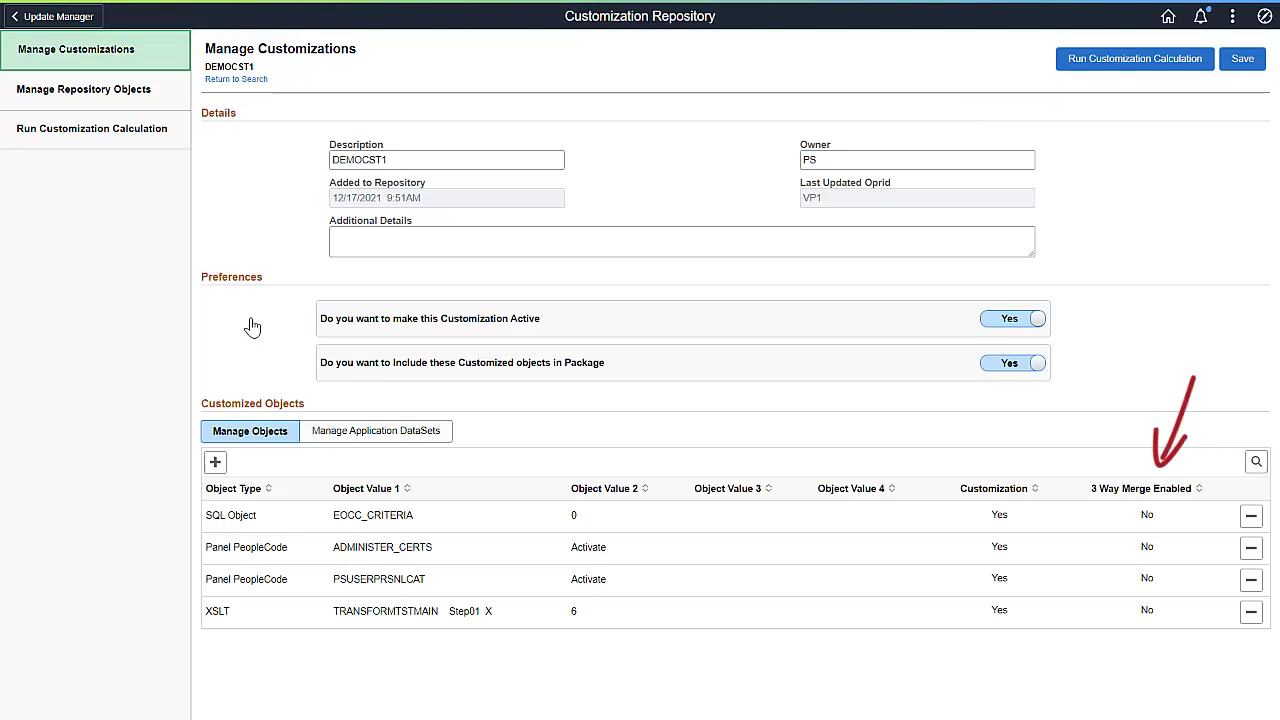 Update Manager
Customization Repository
Manage Customizations
Manage Repository Objects
Run Customization Calculation
Manage Customizations
DEMOCST1
Return to Search
Run Customization Calculation
Save
Details
Description
DEMOCST1
Owner
PS
Added to Repository
12/17/2021 9:51AM
Last Updated Oprid
VP1
Additional Details
Preferences
Do you want to make this Customization Active
Yes
Do you want to Include these Customized objects in Package
Yes
Customized Objects
Manage Objects
Manage Application DataSets
Object Type Object Value 1 Object Value 2 Object Value 3 Object Value 4 Customization 3 Way Merge Enabled
SQL Object EOCC_CRITERIA 0 Yes No
Panel PeopleCode ADMINISTER_CERTS Activate Yes No
Panel PeopleCode PSUSERPRSNLCAT Activate Yes No
XSLT TRANSFORMTSTMAIN Step01 X 6 Yes No